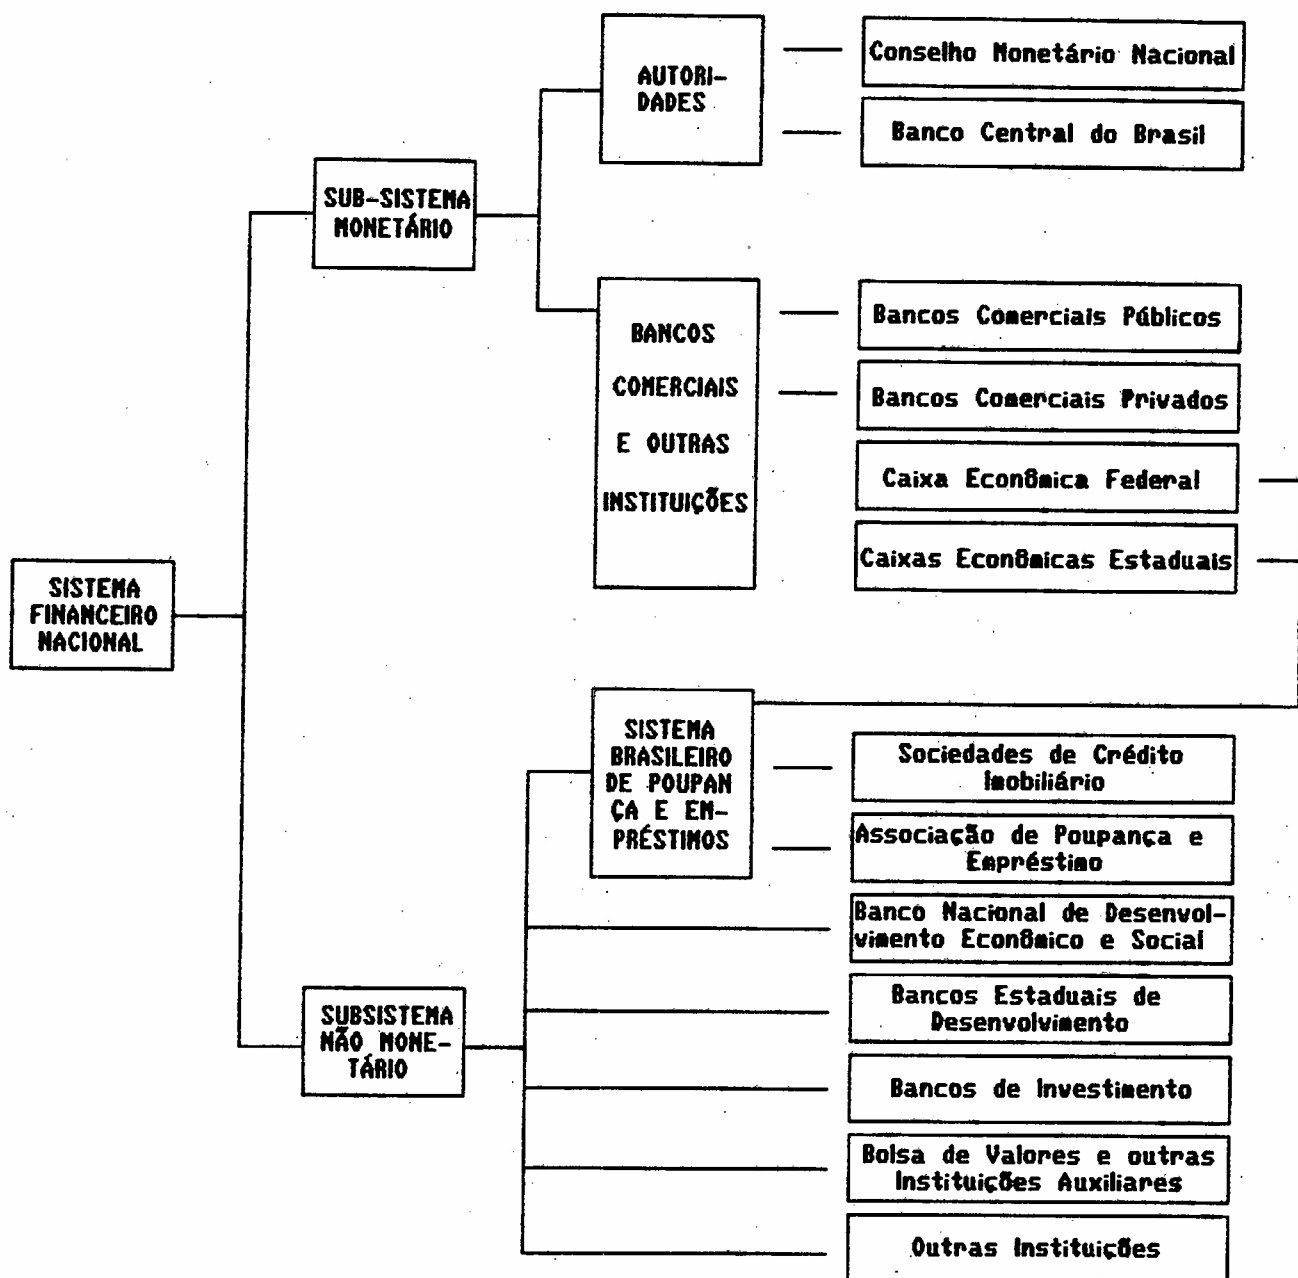 AUTORI-
DADES
Conselho Monetário Nacional
Banco Central do Brasil
SUB-SISTEMA
MONETÁRIO
BANCOS
COMERCIAIS
E OUTRAS
INSTITUIÇÕES
Bancos Comerciais Públicos
Bancos Comerciais Privados
Caixa Econômica Federal
Caixas Econômicas Estaduais
SISTEMA
FINANCEIRO
NACIONAL
SISTEMA
BRASILEIRO
DE POUPAN
ÇA E EM-
PRÉSTIMOS
Sociedades de Crédito
Imobiliário
Associação de Poupança e
Empréstimo
Banco Nacional de Desenvol-
vimento Econômico e Social
SUBSISTEMA
NÃO MONE-
TÁRIO
Bancos Estaduais de
Desenvolvimento
Bancos de Investimento
Bolsa de Valores e outras
Instituições Auxiliares
Outras Instituições